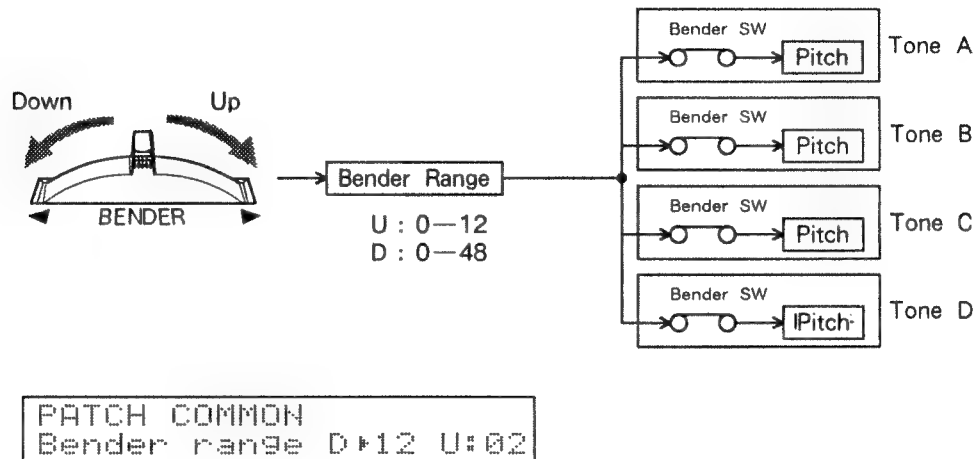 Down
Up
BENDER
Bender Range
U : 0—12
D : 0—48
Bender SW
Pitch
Tone A
Bender SW
Pitch
Tone B
Bender SW
Pitch
Tone C
Bender SW
Pitch
Tone D
PATCH COMMON
Bender range D▸12 U:02